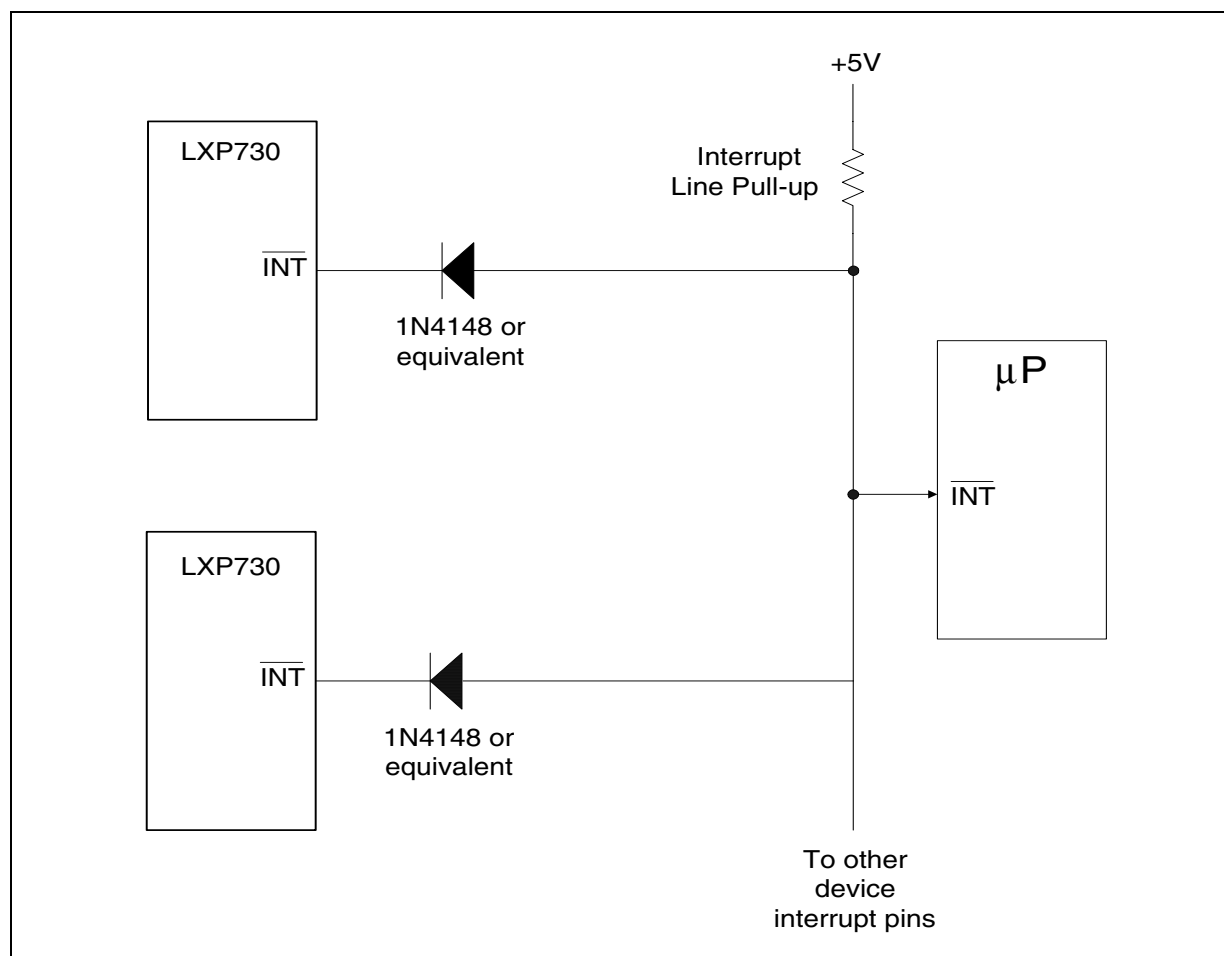 +5V
LXP730
Interrupt
Line Pull-up
INT
1N4148 or
equivalent
μP
INT
LXP730
INT
1N4148 or
equivalent
To other
device
interrupt pins